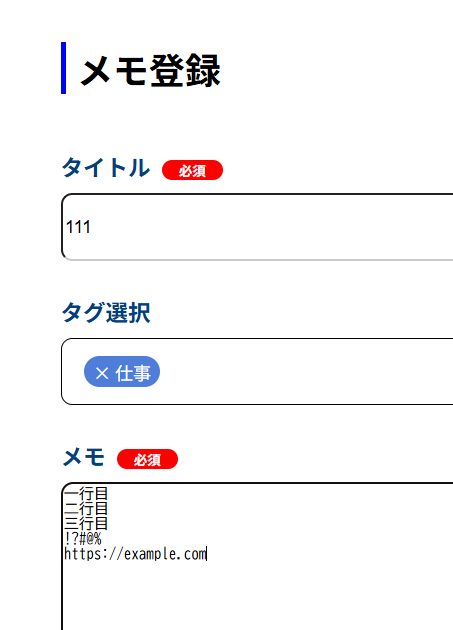 メモ登録
タイトル 必須
111
タグ選択
× 仕事
メモ 必須
一行目
二行目
三行目
!?#@%
https://example.com